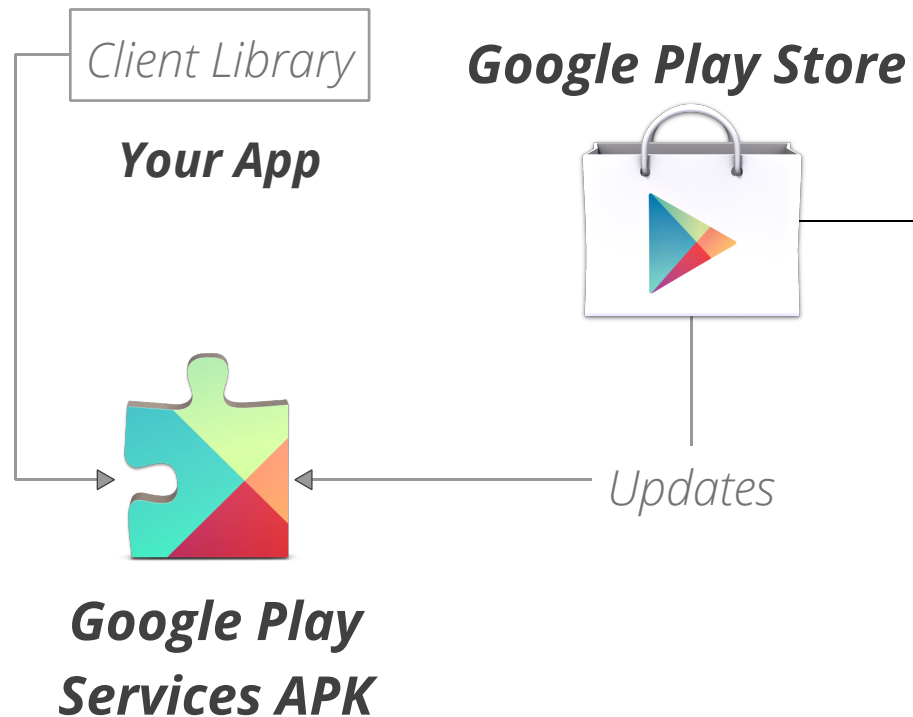 Client Library
Google Play Store
Your App
Updates
Google Play
Services APK